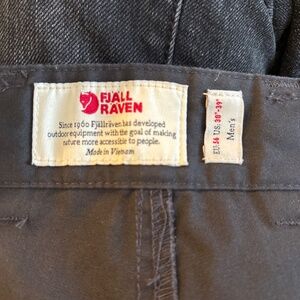 FJÄLL
RÄVEN
Since 1960 Fjällräven has developed
outdoor equipment with the goal of making
nature more accessible to people.
Made in Vietnam
EU:54 US:38"-39"
Men's